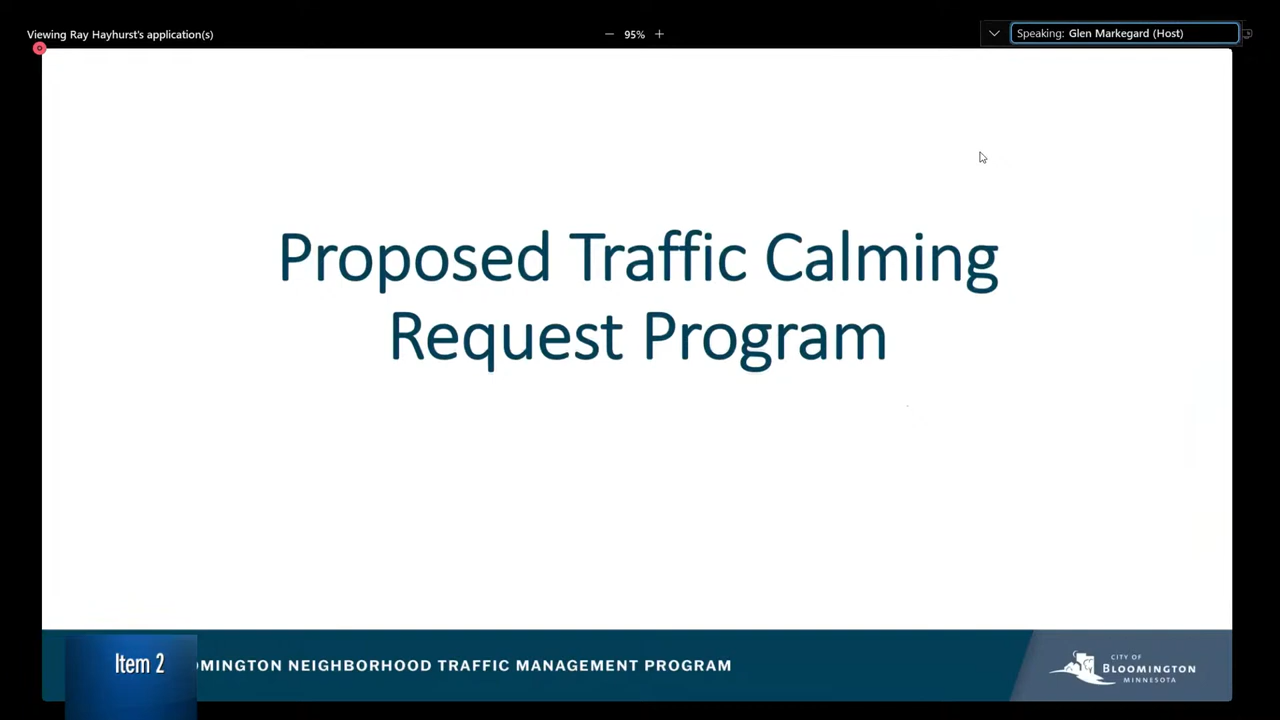 Viewing Ray Hayhurst's application(s)
95%
Speaking: Glen Markegard (Host)
Proposed Traffic Calming
Request Program
Item 2
OMINGTON NEIGHBORHOOD TRAFFIC MANAGEMENT PROGRAM
CITY OF
BLOOMINGTON
MINNESOTA